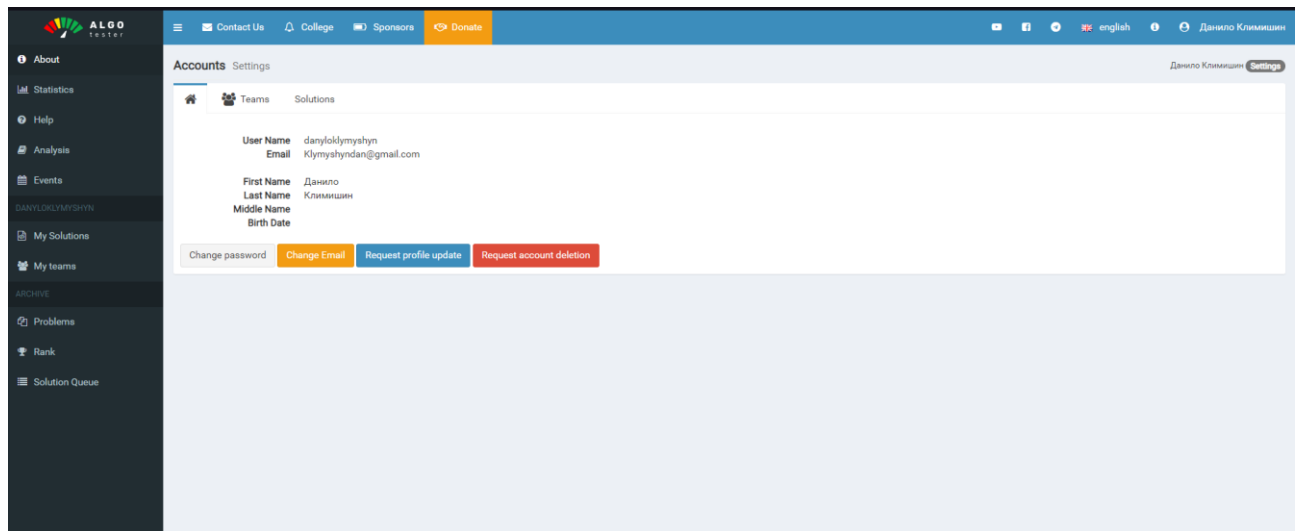 ALGO
tester
Contact Us College Sponsors Donate english Данило Климишин
About
Statistics
Help
Analysis
Events
DANYLOKLYMYSHYN
My Solutions
My teams
ARCHIVE
Problems
Rank
Solution Queue
Accounts Settings
Данило Климишин Settings
Teams Solutions
User Name danyloklymyshyn
Email Klymyshyndan@gmail.com
First Name Данило
Last Name Климишин
Middle Name
Birth Date
Change password Change Email Request profile update Request account deletion